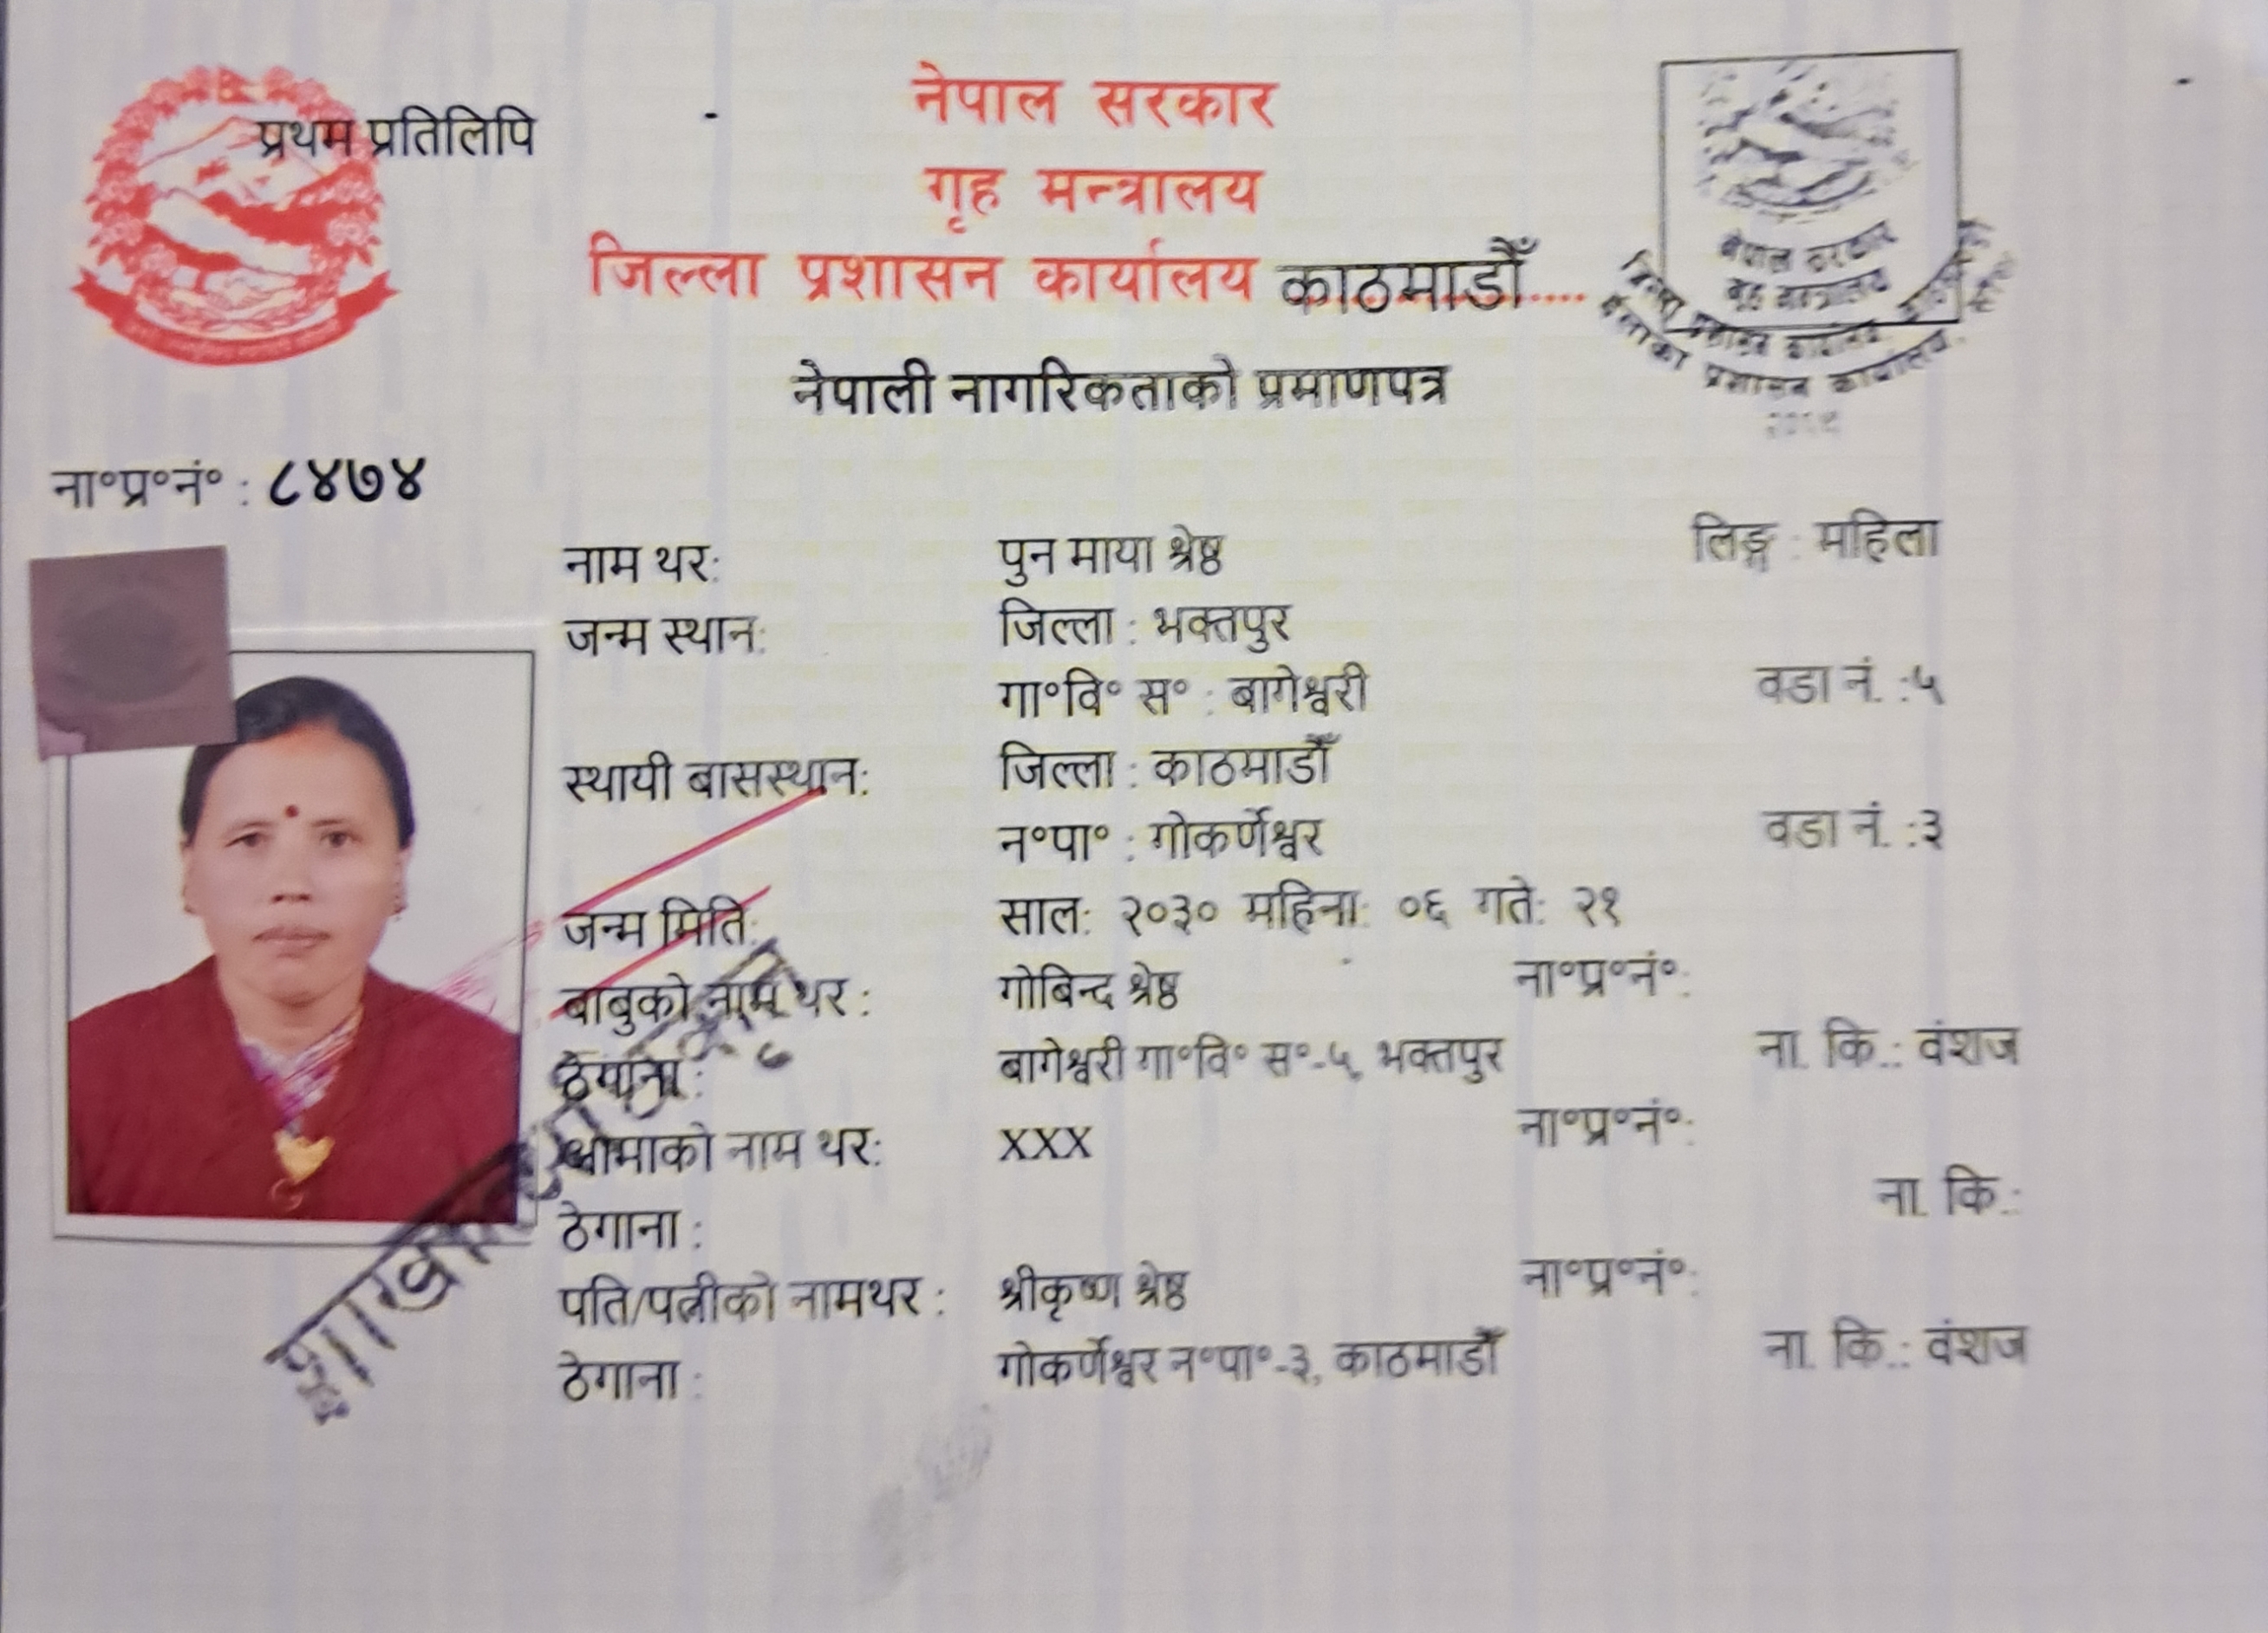 प्रथम प्रतिलिपि
नेपाल सरकार
गृह मन्त्रालय
जिल्ला प्रशासन कार्यालय काठमाडौँ
नेपाल सरकार
गृह मन्त्रालय
जिल्ला प्रशासन कार्यालय
ईलाका प्रशासन कार्यालय
नेपाली नागरिकताको प्रमाणपत्र
ना०प्र०नं० : ८४७४
नाम थर: पुन माया श्रेष्ठ लिङ्ग : महिला
जन्म स्थान: जिल्ला : भक्तपुर
गा०वि० स० : बागेश्वरी वडा नं. :५
स्थायी बासस्थान: जिल्ला : काठमाडौँ
न०पा० : गोकर्णेश्वर वडा नं. :३
जन्म मिति: साल: २०३० महिना: ०६ गते: २१
बाबुको नाम थर : गोबिन्द श्रेष्ठ ना०प्र०नं०:
ठेगाना : बागेश्वरी गा०वि० स०-५, भक्तपुर ना. कि.: वंशज
आमाको नाम थर: XXX ना०प्र०नं०:
ठेगाना : ना. कि.:
पति/पत्नीको नामथर : श्रीकृष्ण श्रेष्ठ ना०प्र०नं०:
ठेगाना : गोकर्णेश्वर न०पा०-३, काठमाडौँ ना. कि.: वंशज